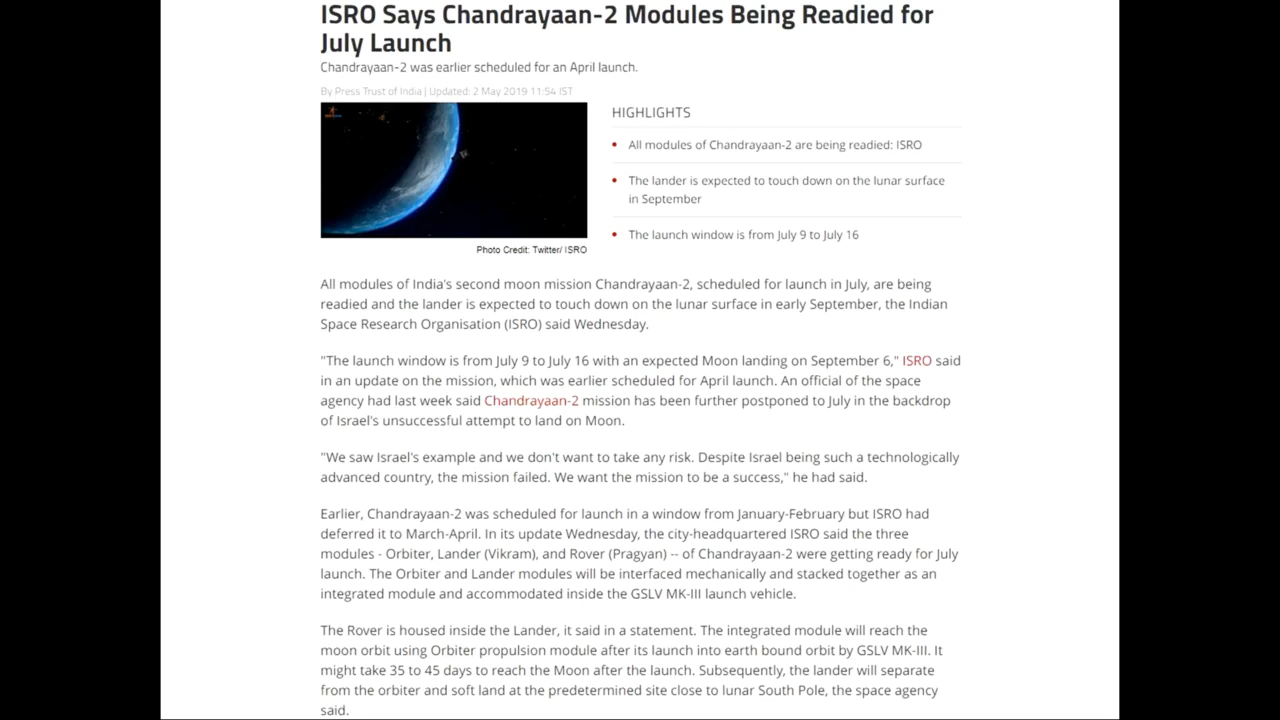 ISRO Says Chandrayaan-2 Modules Being Readied for
July Launch
Chandrayaan-2 was earlier scheduled for an April launch.
By Press Trust of India | Updated: 2 May 2019 11:54 IST
Photo Credit: Twitter/ ISRO
HIGHLIGHTS
All modules of Chandrayaan-2 are being readied: ISRO
The lander is expected to touch down on the lunar surface
in September
The launch window is from July 9 to July 16
All modules of India's second moon mission Chandrayaan-2, scheduled for launch in July, are being
readied and the lander is expected to touch down on the lunar surface in early September, the Indian
Space Research Organisation (ISRO) said Wednesday.
"The launch window is from July 9 to July 16 with an expected Moon landing on September 6," ISRO said
in an update on the mission, which was earlier scheduled for April launch. An official of the space
agency had last week said Chandrayaan-2 mission has been further postponed to July in the backdrop
of Israel's unsuccessful attempt to land on Moon.
"We saw Israel's example and we don't want to take any risk. Despite Israel being such a technologically
advanced country, the mission failed. We want the mission to be a success," he had said.
Earlier, Chandrayaan-2 was scheduled for launch in a window from January-February but ISRO had
deferred it to March-April. In its update Wednesday, the city-headquartered ISRO said the three
modules - Orbiter, Lander (Vikram), and Rover (Pragyan) -- of Chandrayaan-2 were getting ready for July
launch. The Orbiter and Lander modules will be interfaced mechanically and stacked together as an
integrated module and accommodated inside the GSLV MK-III launch vehicle.
The Rover is housed inside the Lander, it said in a statement. The integrated module will reach the
moon orbit using Orbiter propulsion module after its launch into earth bound orbit by GSLV MK-III. It
might take 35 to 45 days to reach the Moon after the launch. Subsequently, the lander will separate
from the orbiter and soft land at the predetermined site close to lunar South Pole, the space agency
said.